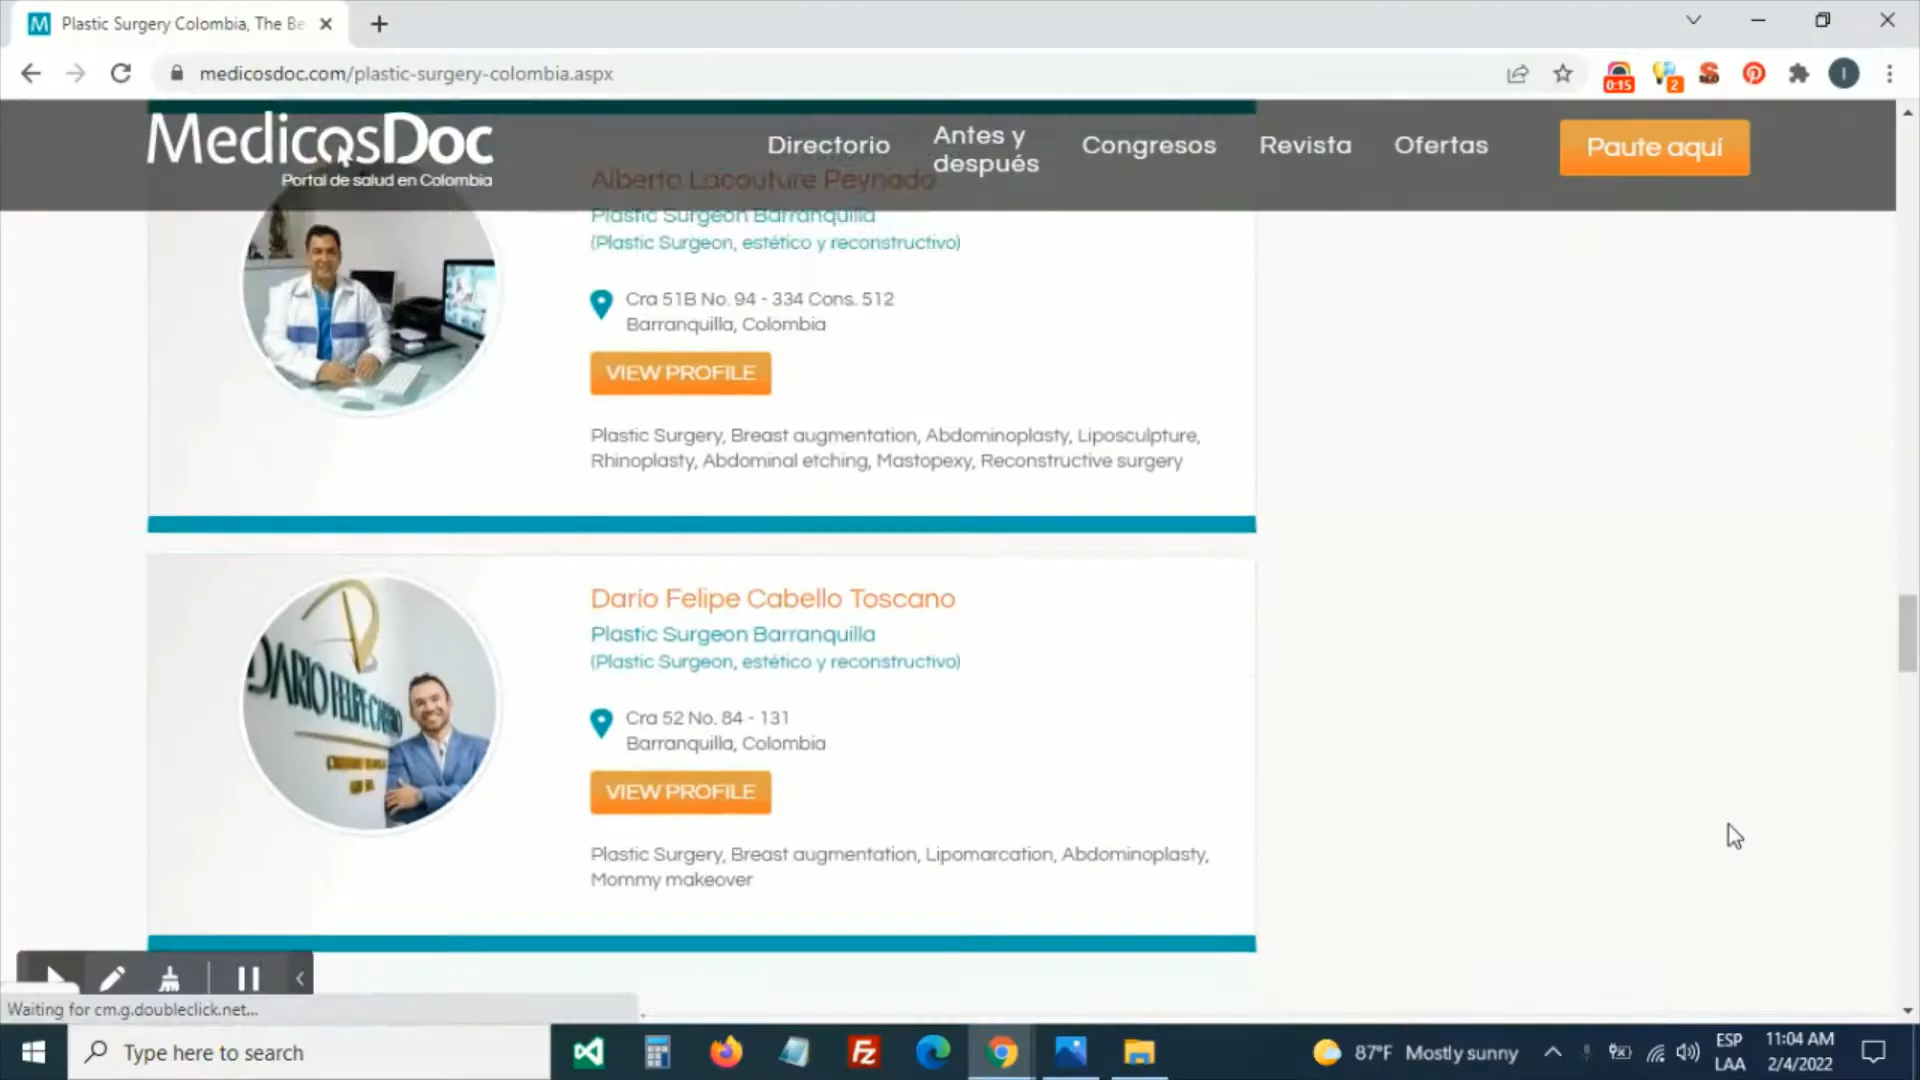 M Plastic Surgery Colombia, The Be
medicosdoc.com/plastic-surgery-colombia.aspx
0:15
2
I
MedicosDoc
Portal de salud en Colombia
Directorio
Antes y
después
Congresos
Revista
Ofertas
Paute aquí
Alberto Lacouture Peynado
Plastic Surgeon Barranquilla
(Plastic Surgeon, estético y reconstructivo)
Cra 51B No. 94 - 334 Cons. 512
Barranquilla, Colombia
VIEW PROFILE
Plastic Surgery, Breast augmentation, Abdominoplasty, Liposculpture,
Rhinoplasty, Abdominal etching, Mastopexy, Reconstructive surgery
DARIO FELIPE
Dario Felipe Cabello Toscano
Plastic Surgeon Barranquilla
(Plastic Surgeon, estético y reconstructivo)
Cra 52 No. 84 - 131
Barranquilla, Colombia
VIEW PROFILE
Plastic Surgery, Breast augmentation, Lipomarcation, Abdominoplasty,
Mommy makeover
Waiting for cm.g.doubleclick.net...
Type here to search
Fz
87°F Mostly sunny
ESP
LAA
11:04 AM
2/4/2022